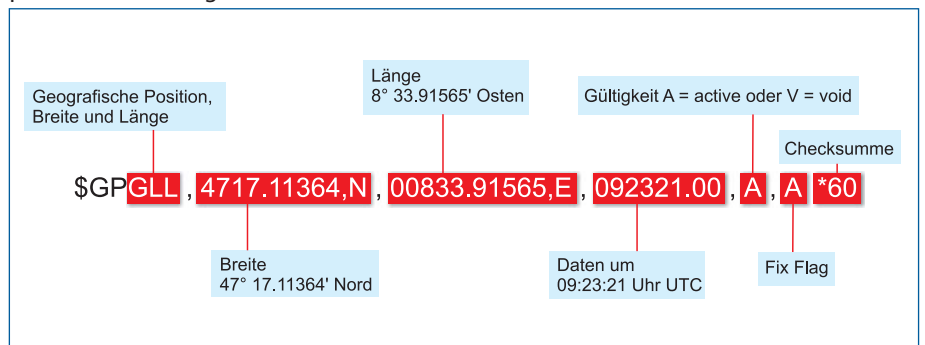 Länge
8° 33.91565' Osten
Geografische Position,
Breite und Länge
Gültigkeit A = active oder V = void
Checksumme
$GPGLL , 4717.11364,N , 00833.91565,E , 092321.00 , A , A *60
Breite
47° 17.11364' Nord
Daten um
09:23:21 Uhr UTC
Fix Flag